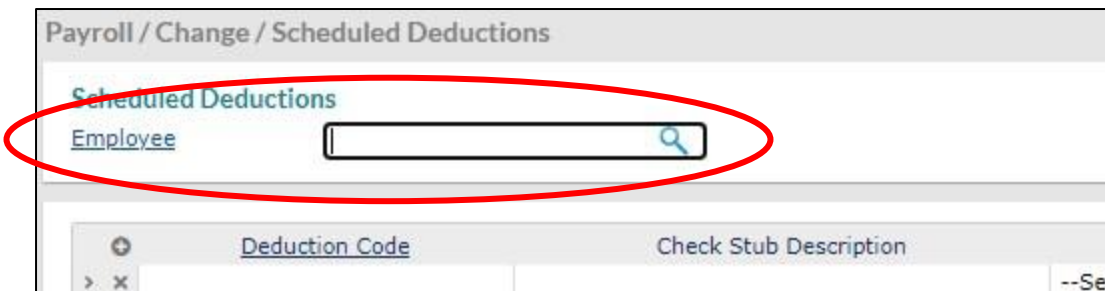 Payroll / Change / Scheduled Deductions
Scheduled Deductions
Employee
Deduction Code Check Stub Description
--Se